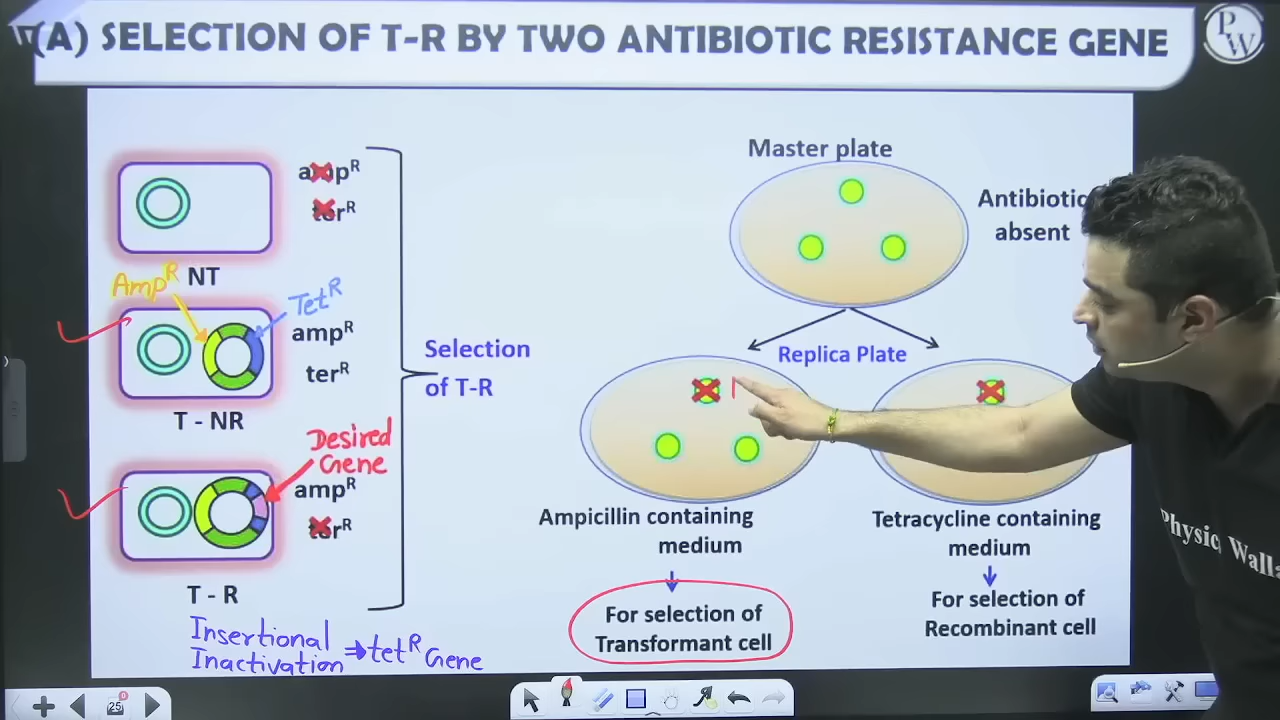 (A) SELECTION OF T-R BY TWO ANTIBIOTIC RESISTANCE GENE
PW
ampR
terR
NT
AmpR
TetR
ampR
terR
T - NR
Desired
Gene
ampR
terR
T - R
Insertional
Inactivation ⇒ tetR Gene
Selection
of T-R
Master plate
Antibiotic
absent
Replica Plate
Ampicillin containing
medium
For selection of
Transformant cell
Tetracycline containing
medium
For selection of
Recombinant cell
Physics Walla
25